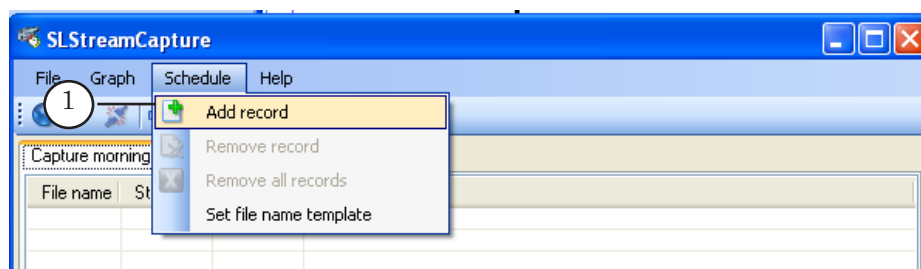 SLStreamCapture
File Graph Schedule Help
1
Add record
Remove record
Capture morning
Remove all records
File name St
Set file name template